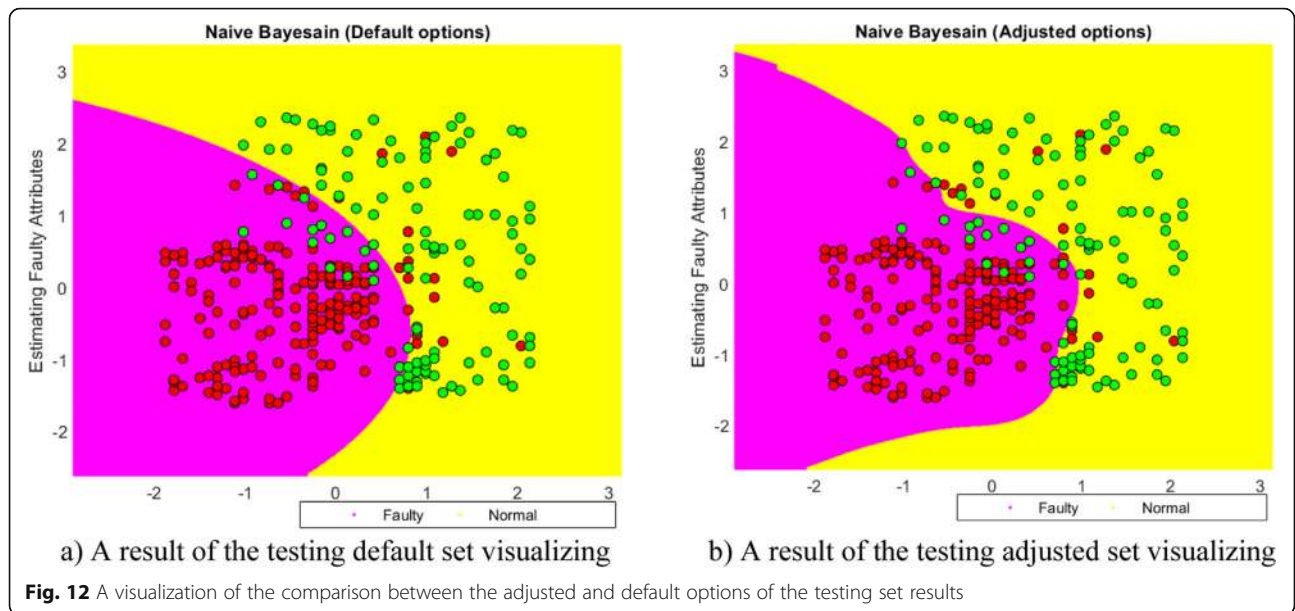 Naive Bayesain (Default options)
Estimating Faulty Attributes
3
2
1
0
-1
-2
-2 -1 0 1 2 3
Faulty Normal
a) A result of the testing default set visualizing
Naive Bayesain (Adjusted options)
Estimating Faulty Attributes
3
2
1
0
-1
-2
-2 -1 0 1 2 3
Faulty Normal
b) A result of the testing adjusted set visualizing
Fig. 12 A visualization of the comparison between the adjusted and default options of the testing set results